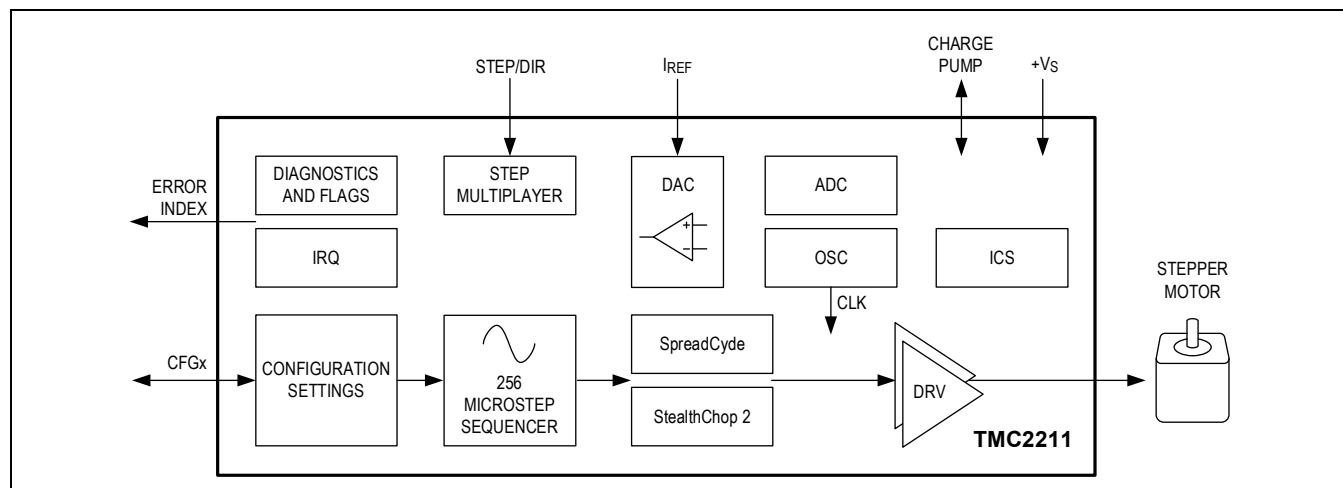 STEP/DIR
IREF
CHARGE
PUMP
+VS
DIAGNOSTICS
AND FLAGS
STEP
MULTIPLAYER
DAC
+
−
ADC
ERROR
INDEX
IRQ
OSC
ICS
CLK
STEPPER
MOTOR
CFGx
CONFIGURATION
SETTINGS
256
MICROSTEP
SEQUENCER
SpreadCyde
StealthChop 2
DRV
TMC2211